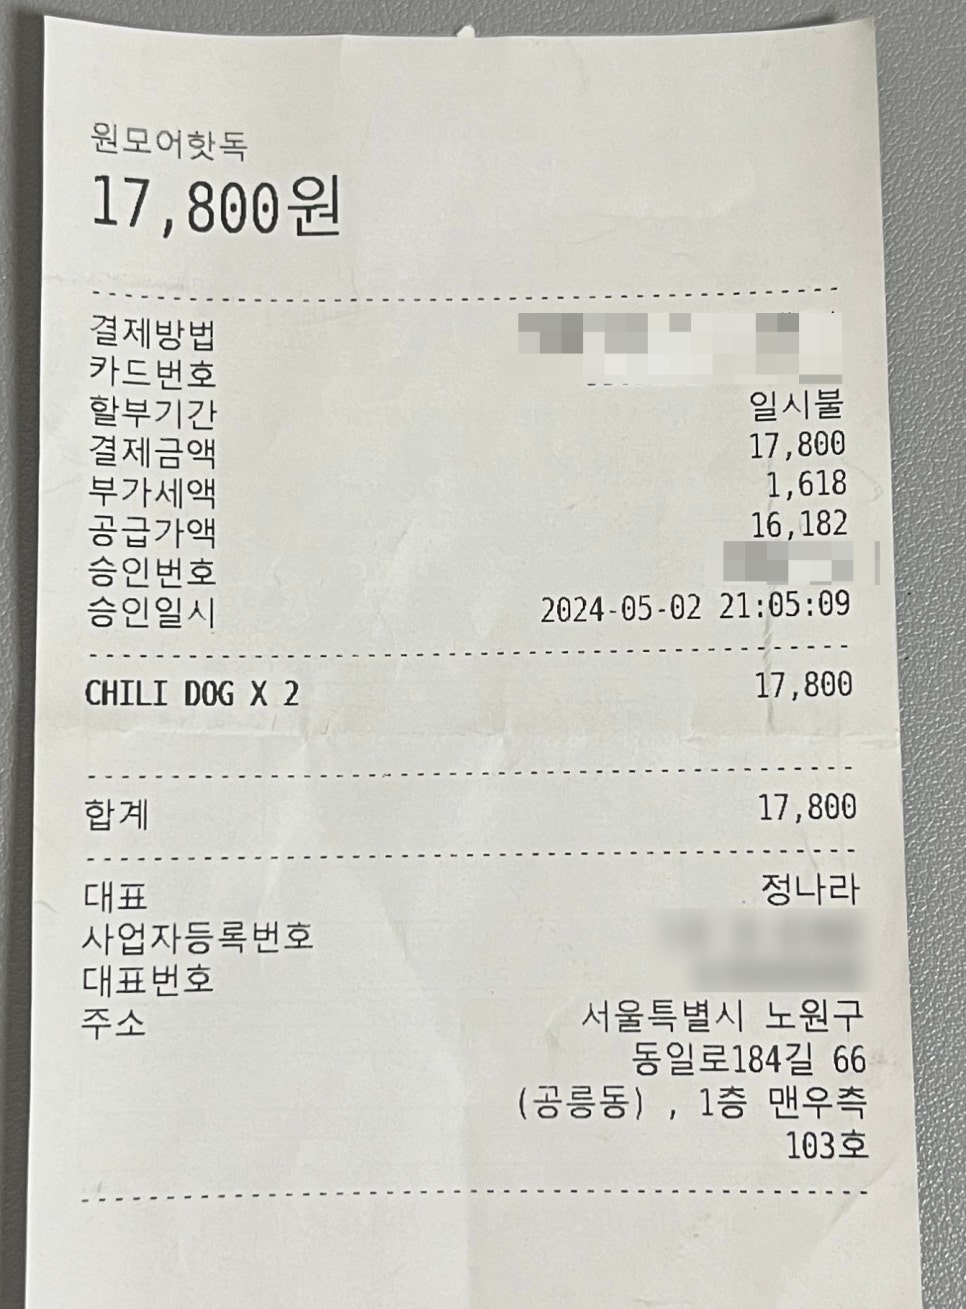 원모어핫독
17,800원
결제방법
카드번호
할부기간 일시불
결제금액 17,800
부가세액 1,618
공급가액 16,182
승인번호
승인일시 2024-05-02 21:05:09
CHILI DOG X 2 17,800
합계 17,800
대표 정나라
사업자등록번호
대표번호
주소 서울특별시 노원구
동일로184길 66
(공릉동) , 1층 맨우측
103호